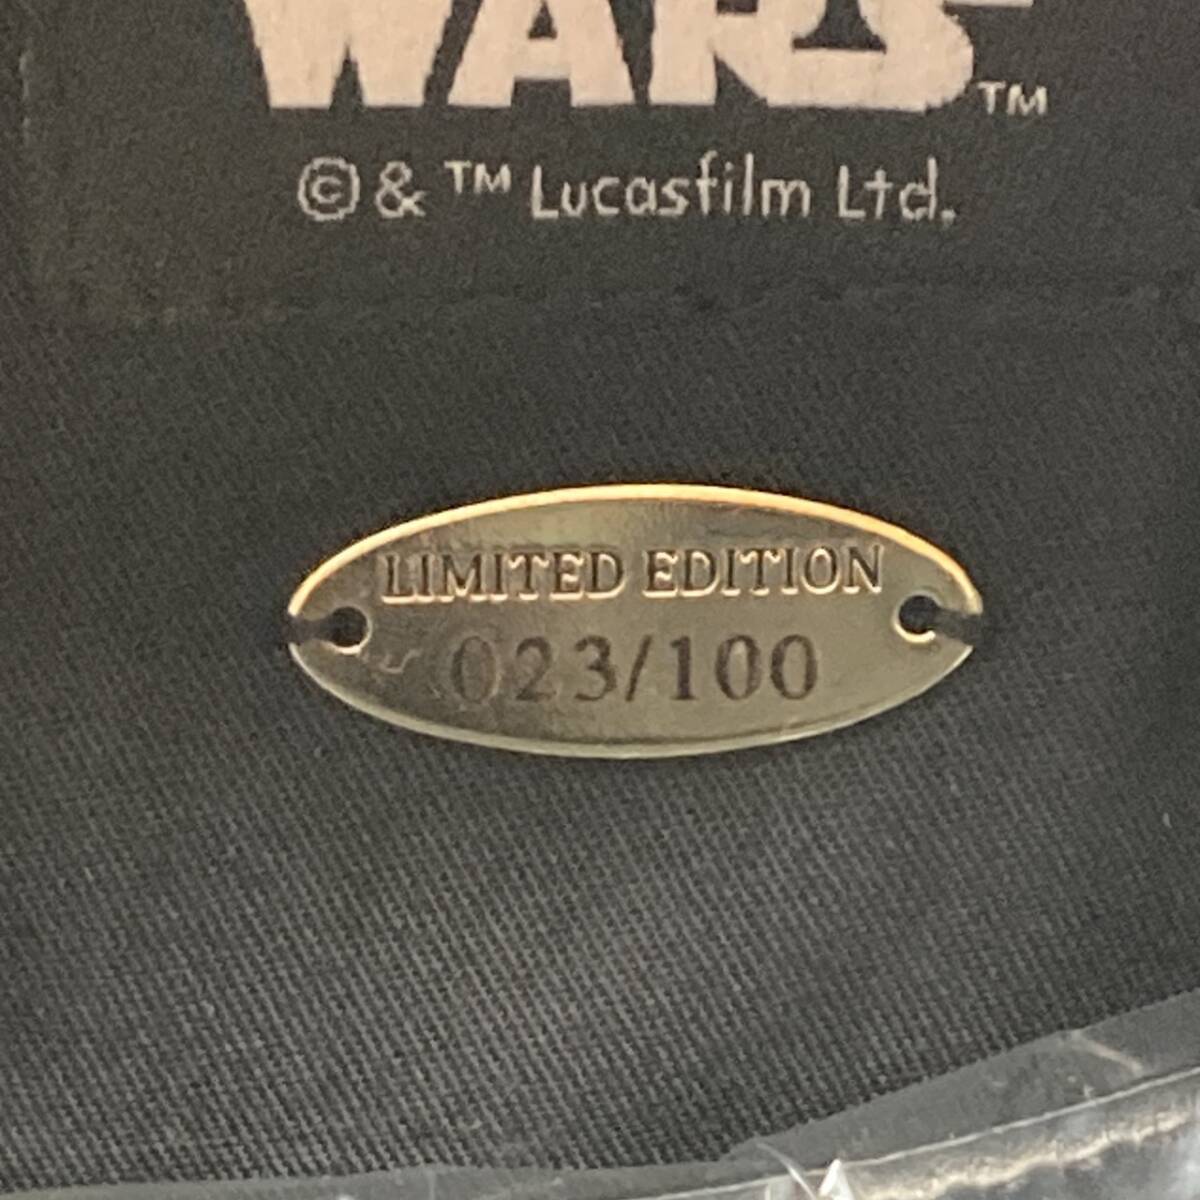 WARS™
©&™ Lucasfilm Ltd.
LIMITED EDITION
023/100